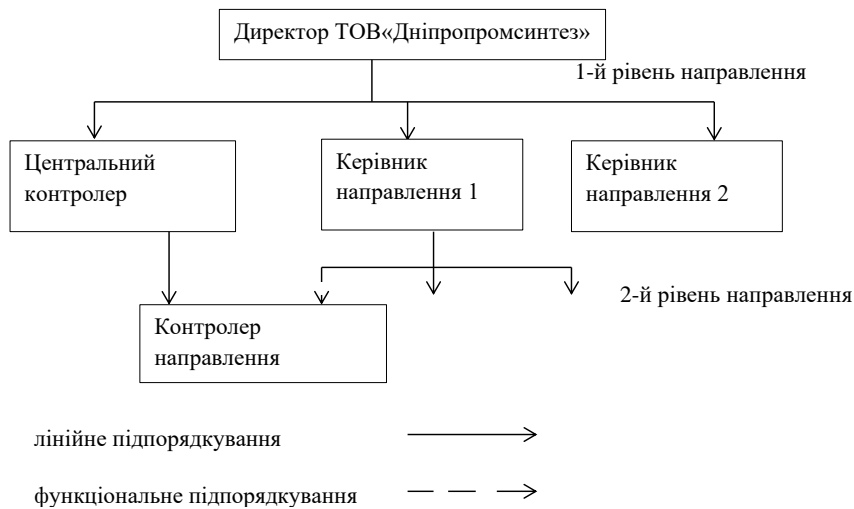 Директор ТОВ«Дніпропромсинтез»
1-й рівень направлення
Центральний
контролер
Керівник
направлення 1
Керівник
направлення 2
2-й рівень направлення
Контролер
направлення
лінійне підпорядкування
функціональне підпорядкування